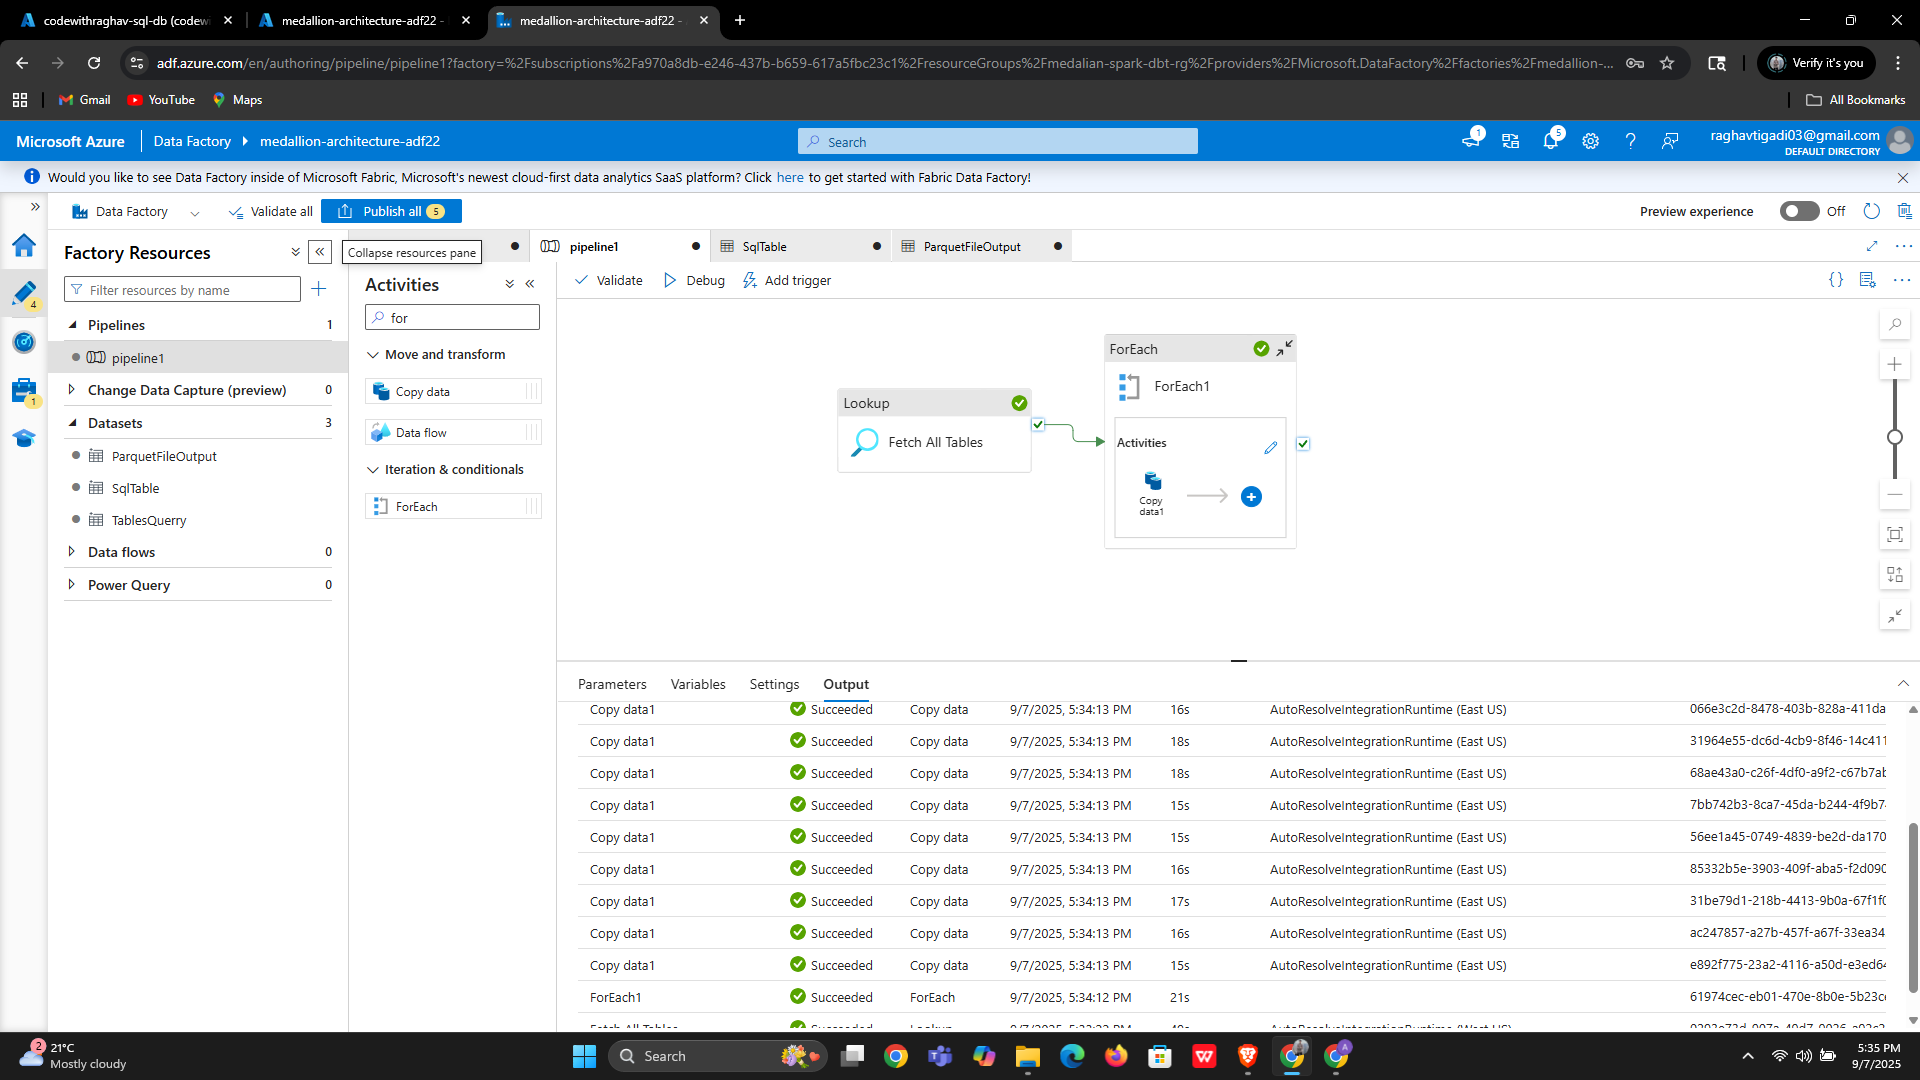 codewithraghav-sql-db (codewi
medallion-architecture-adf22 -
medallion-architecture-adf22 -
adf.azure.com/en/authoring/pipeline/pipeline1?factory=%2Fsubscriptions%2Fa970a8db-e246-437b-b659-617a5fbc23c1%2FresourceGroups%2Fmedalian-spark-dbt-rg%2Fproviders%2FMicrosoft.DataFactory%2Ffactories%2Fmedallion-...
Verify it's you
Gmail YouTube Maps All Bookmarks
Microsoft Azure Data Factory medallion-architecture-adf22
Search
1 5
raghavtigadi03@gmail.com
DEFAULT DIRECTORY
Would you like to see Data Factory inside of Microsoft Fabric, Microsoft's newest cloud-first data analytics SaaS platform? Click here to get started with Fabric Data Factory!
Data Factory Validate all Publish all 5
Preview experience Off
Factory Resources
Collapse resources pane
pipeline1 SqlTable ParquetFileOutput
Filter resources by name
Pipelines 1
pipeline1
Change Data Capture (preview) 0
Datasets 3
ParquetFileOutput
SqlTable
TablesQuerry
Data flows 0
Power Query 0
4
1
Activities
for
Move and transform
Copy data
Data flow
Iteration & conditionals
ForEach
Validate Debug Add trigger
Lookup
Fetch All Tables
ForEach
ForEach1
Activities
Copy
data1
Parameters Variables Settings Output
Copy data1 Succeeded Copy data 9/7/2025, 5:34:13 PM 16s AutoResolveIntegrationRuntime (East US) 066e3c2d-8478-403b-828a-411da
Copy data1 Succeeded Copy data 9/7/2025, 5:34:13 PM 18s AutoResolveIntegrationRuntime (East US) 31964e55-dc6d-4cb9-8f46-14c411
Copy data1 Succeeded Copy data 9/7/2025, 5:34:13 PM 18s AutoResolveIntegrationRuntime (East US) 68ae43a0-c26f-4df0-a9f2-c67b7ab
Copy data1 Succeeded Copy data 9/7/2025, 5:34:13 PM 15s AutoResolveIntegrationRuntime (East US) 7bb742b3-8ca7-45da-b244-4f9b7
Copy data1 Succeeded Copy data 9/7/2025, 5:34:13 PM 15s AutoResolveIntegrationRuntime (East US) 56ee1a45-0749-4839-be2d-da170
Copy data1 Succeeded Copy data 9/7/2025, 5:34:13 PM 16s AutoResolveIntegrationRuntime (East US) 85332b5e-3903-409f-aba5-f2d090
Copy data1 Succeeded Copy data 9/7/2025, 5:34:13 PM 17s AutoResolveIntegrationRuntime (East US) 31be79d1-218b-4413-9b0a-67f1f0
Copy data1 Succeeded Copy data 9/7/2025, 5:34:13 PM 16s AutoResolveIntegrationRuntime (East US) ac247857-a27b-457f-a67f-33ea34
Copy data1 Succeeded Copy data 9/7/2025, 5:34:13 PM 15s AutoResolveIntegrationRuntime (East US) e892f775-23a2-4116-a50d-e3ed64
ForEach1 Succeeded ForEach 9/7/2025, 5:34:12 PM 21s 61974cec-eb01-470e-8b0e-5b23c
2
21°C
Mostly cloudy
Search
5:35 PM
9/7/2025